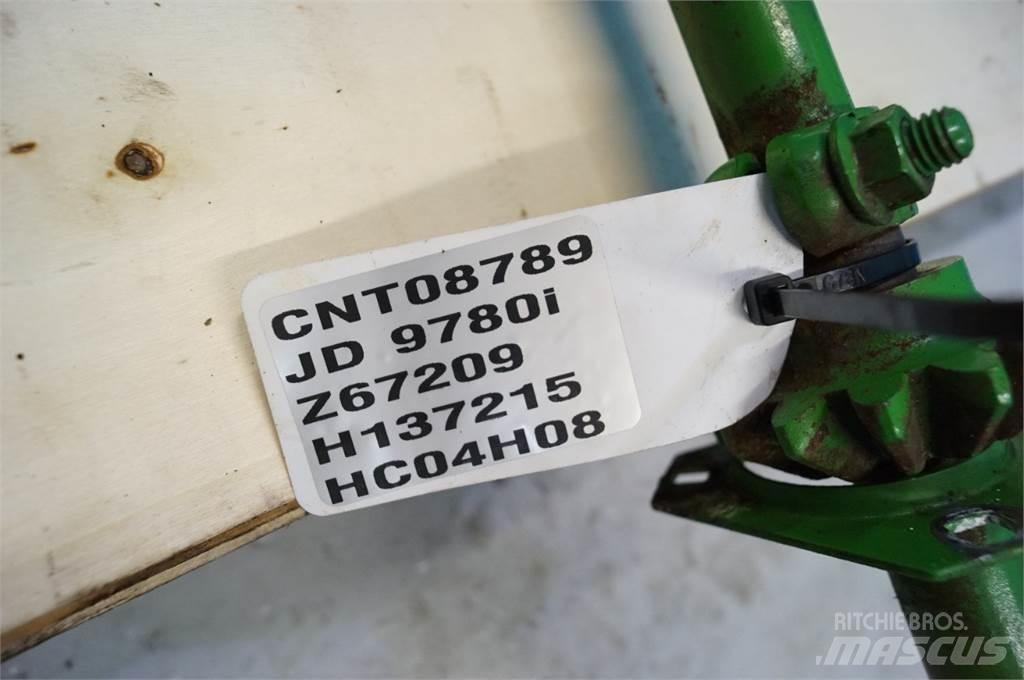 CNT08789
JD 9780i
Z67209
H137215
HC04H08
RITCHIE BROS.
MASCUS